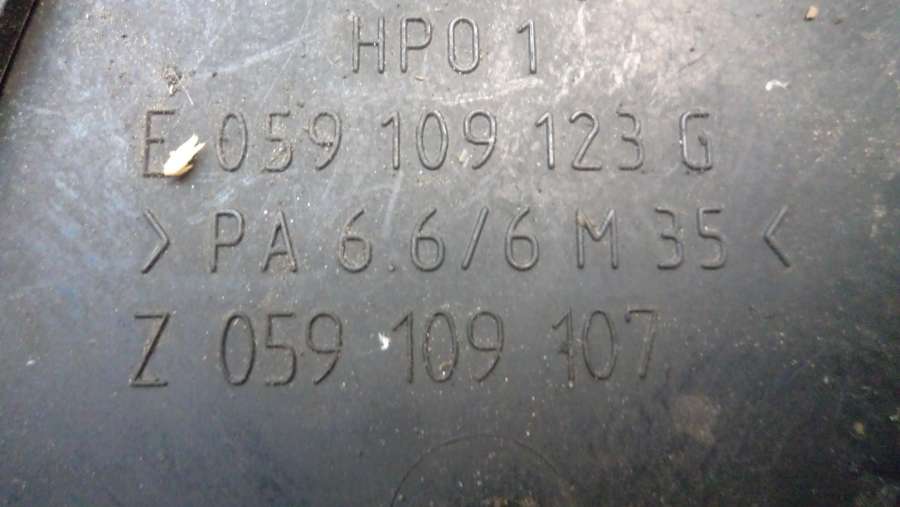 HPO 1
E 059 109 123 G
>PA 6.6/6 M 35<
Z 059 109 107